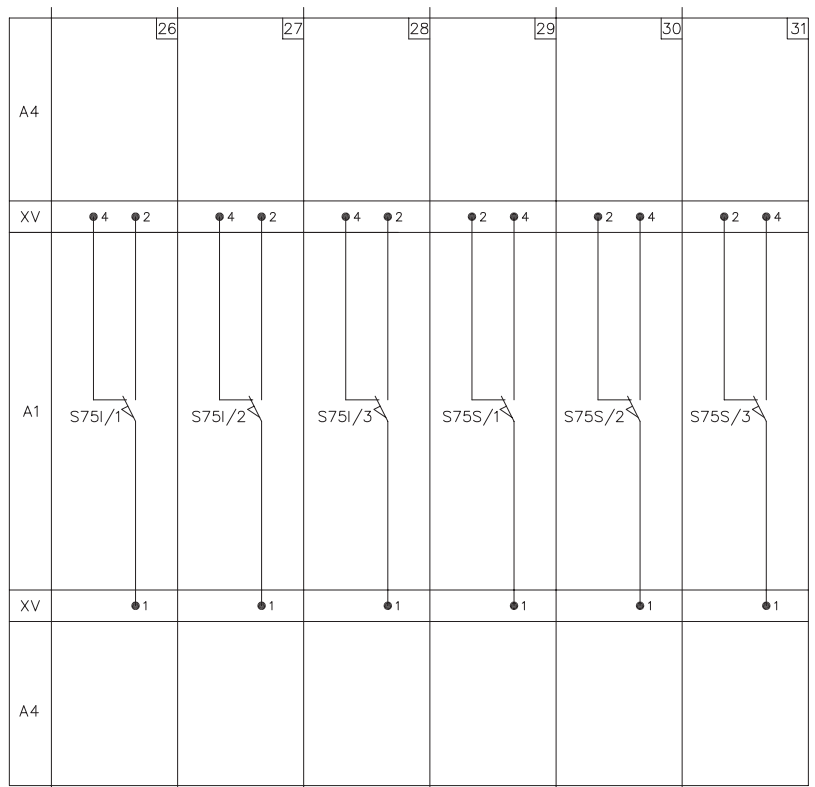 26 27 28 29 30 31
A4
XV 4 2 4 2 4 2 2 4 2 4 2 4
A1 S75I/1 S75I/2 S75I/3 S75S/1 S75S/2 S75S/3
XV 1 1 1 1 1 1
A4